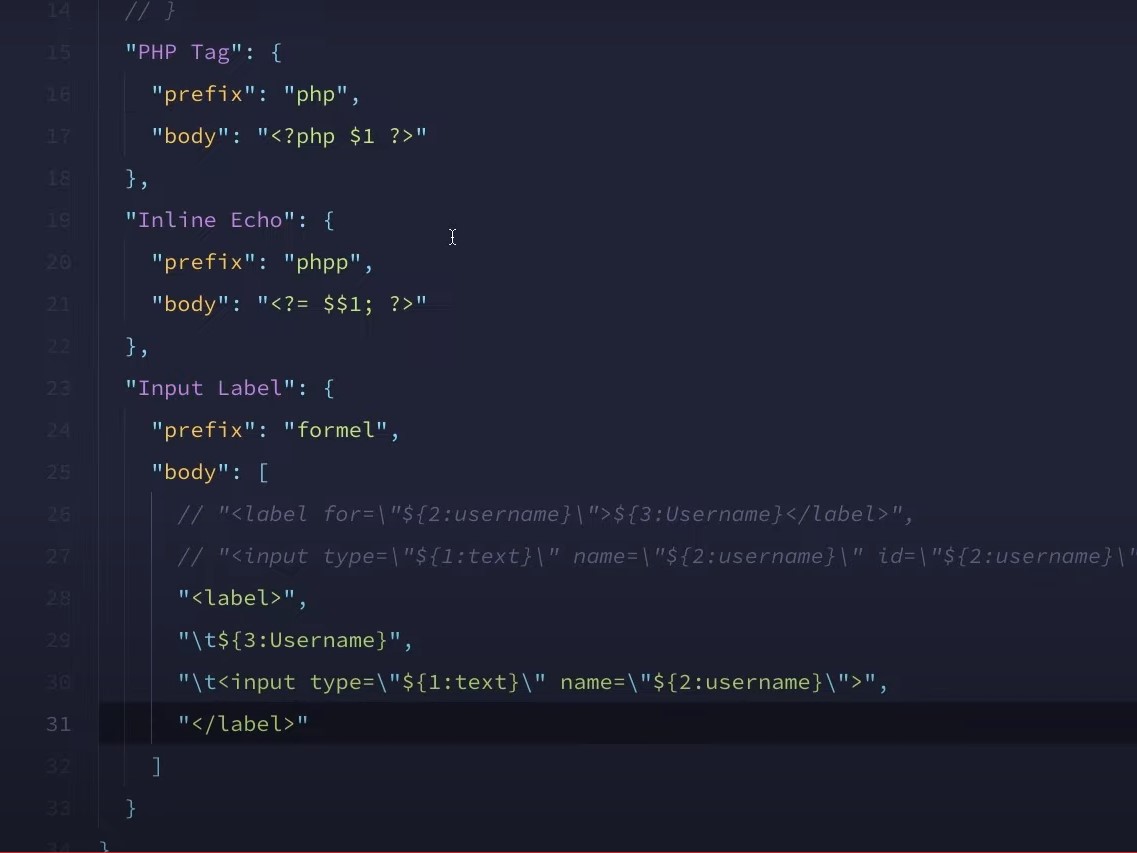 14 // }
15 "PHP Tag": {
16 "prefix": "php",
17 "body": "<?php $1 ?>"
18 },
19 "Inline Echo": {
20 "prefix": "phpp",
21 "body": "<?= $$1; ?>"
22 },
23 "Input Label": {
24 "prefix": "formel",
25 "body": [
26 // "<label for=\"${2:username}\">${3:Username}</label>",
27 // "<input type=\"${1:text}\" name=\"${2:username}\" id=\"${2:username}\"
28 "<label>",
29 "\t${3:Username}",
30 "\t<input type=\"${1:text}\" name=\"${2:username}\">",
31 "</label>"
32 ]
33 }
34 }